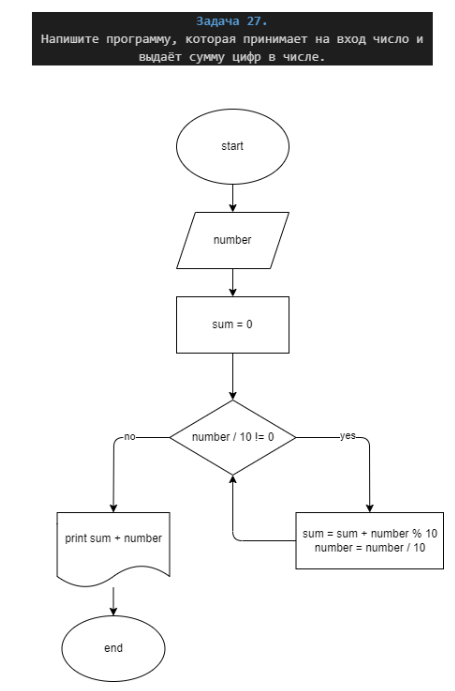 Задача 27.
Напишите программу, которая принимает на вход число и
выдаёт сумму цифр в числе.
start
number
sum = 0
number / 10 != 0
no
yes
print sum + number
sum = sum + number % 10
number = number / 10
end